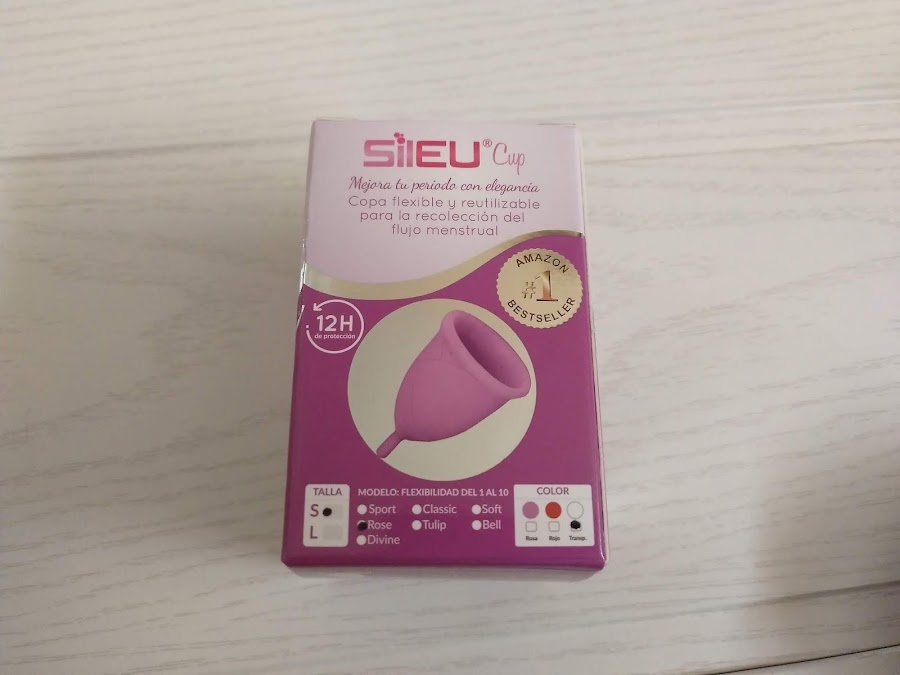 SilEU® Cup
Mejora tu periodo con elegancia
Copa flexible y reutilizable
para la recolección del
flujo menstrual
AMAZON
#1
BESTSELLER
12H
de protección
TALLA
S
L
MODELO: FLEXIBILIDAD DEL 1 AL 10
Sport Classic Soft
Rose Tulip Bell
Divine
COLOR
Rosa Rojo Transp.